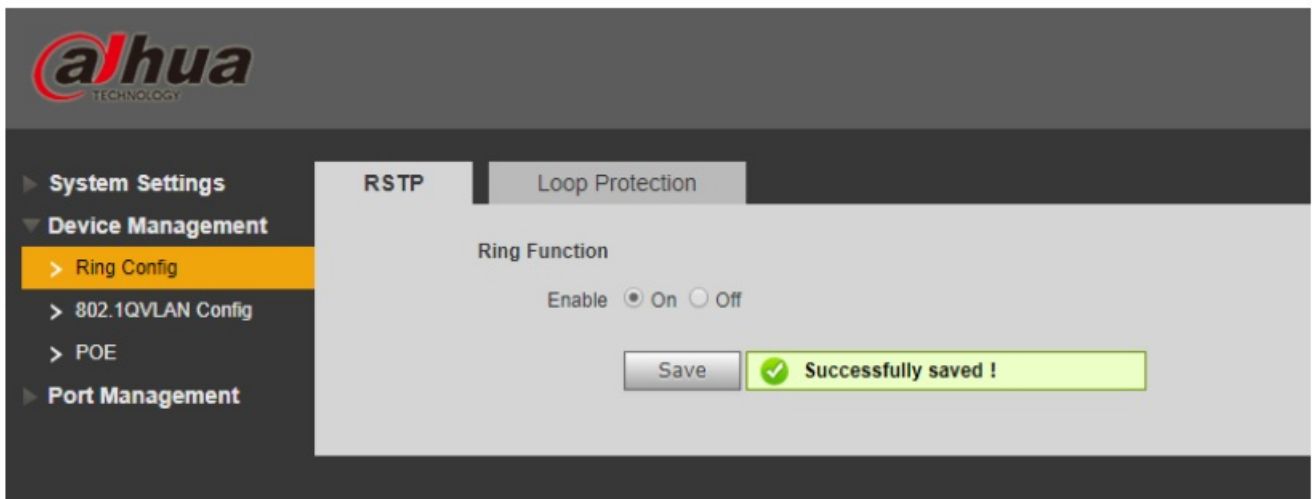 alhua
TECHNOLOGY
System Settings
Device Management
Ring Config
802.1QVLAN Config
POE
Port Management
RSTP
Loop Protection
Ring Function
Enable On Off
Save
Successfully saved !